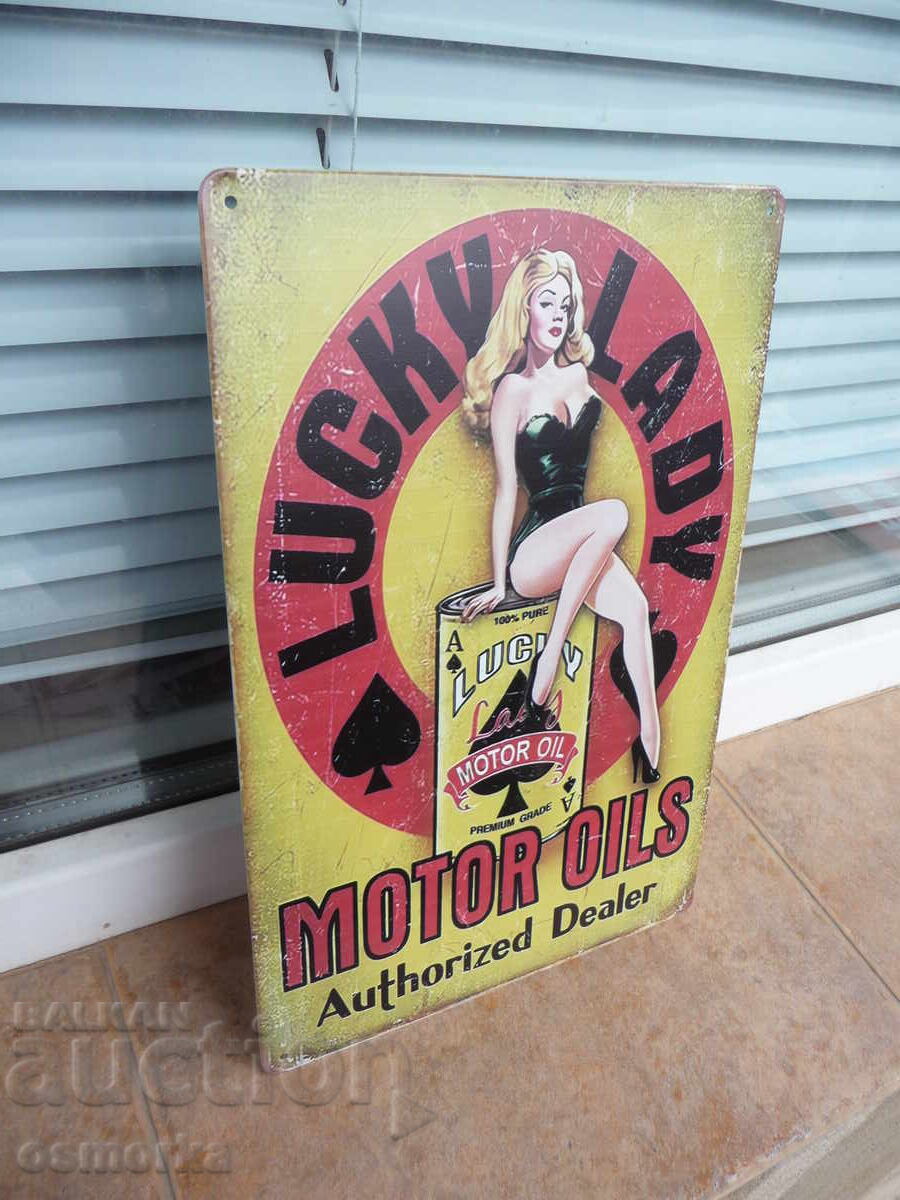 LUCKY LADY
100% PURE
A
LUCKY
Lady
MOTOR OIL
PREMIUM GRADE
A
MOTOR OILS
Authorized Dealer
BALKAN
auction
osmorka